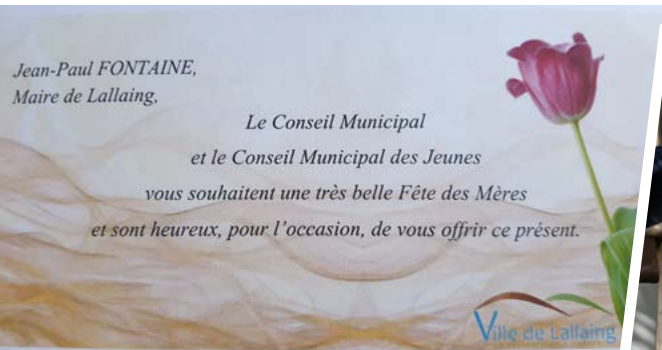 Jean-Paul FONTAINE,
Maire de Lallaing,
Le Conseil Municipal
et le Conseil Municipal des Jeunes
vous souhaitent une très belle Fête des Mères
et sont heureux, pour l'occasion, de vous offrir ce présent.
Ville de Lallaing